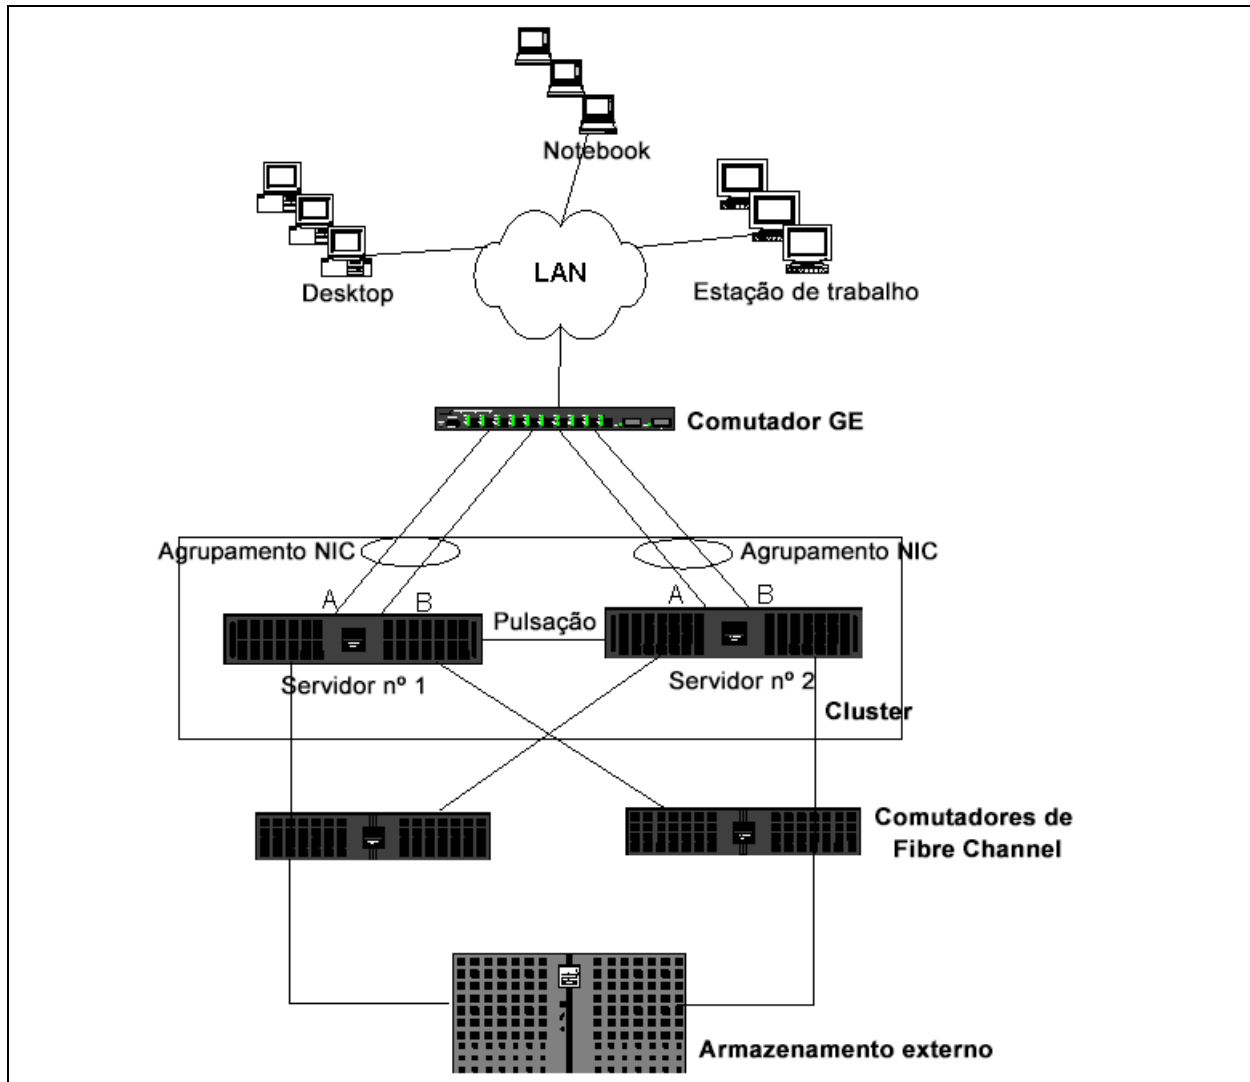 Notebook
Desktop
LAN
Estação de trabalho
Comutador GE
Agrupamento NIC
Agrupamento NIC
A
B
A
B
Pulsação
Servidor nº 1
Servidor nº 2
Cluster
Comutadores de
Fibre Channel
Armazenamento externo